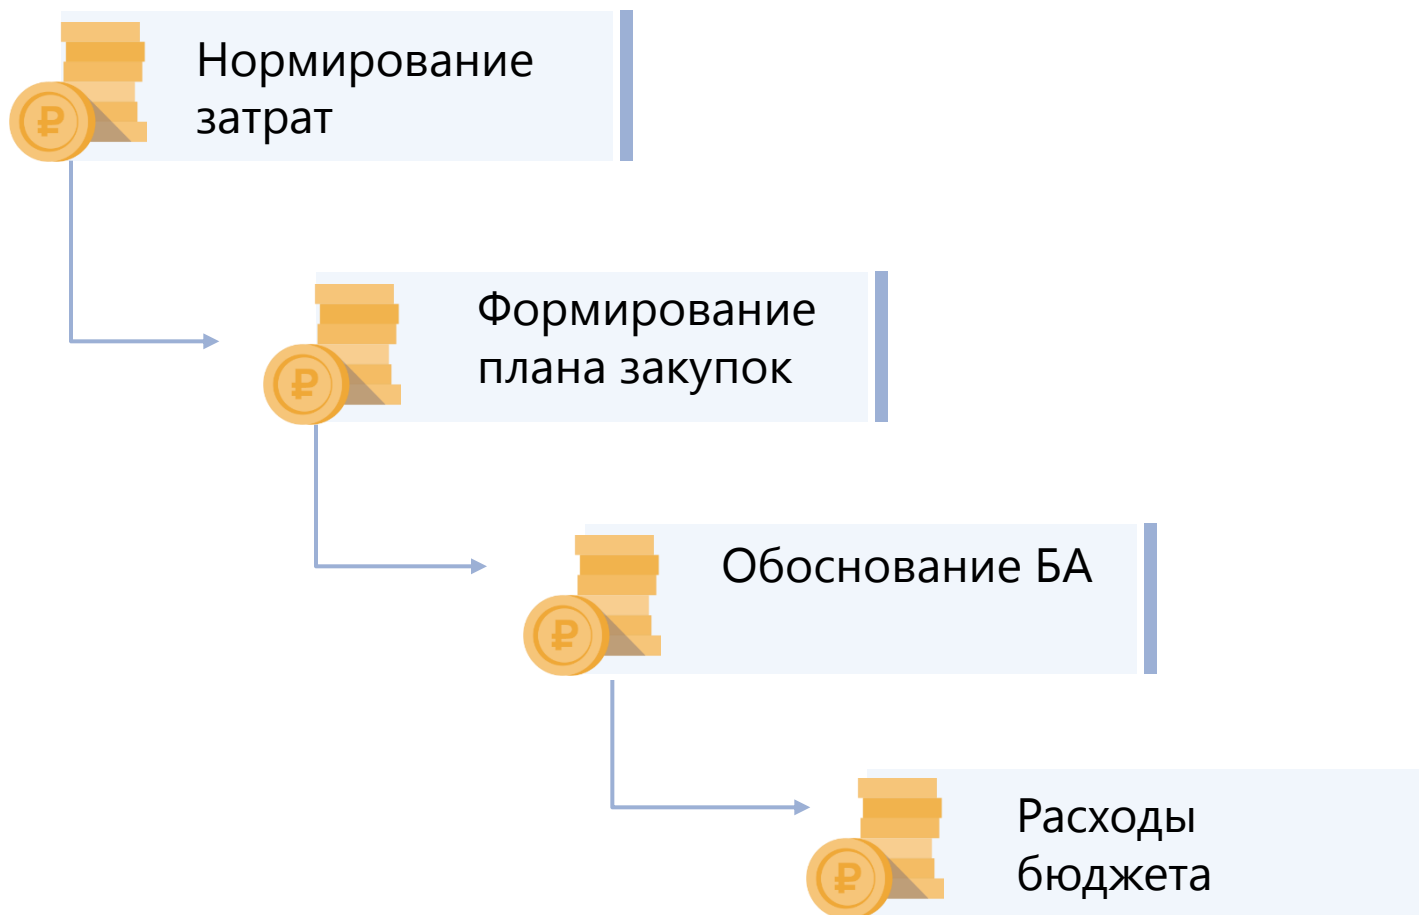 Нормирование
затрат
₽
Формирование
плана закупок
₽
Обоснование БА
₽
Расходы
бюджета
₽